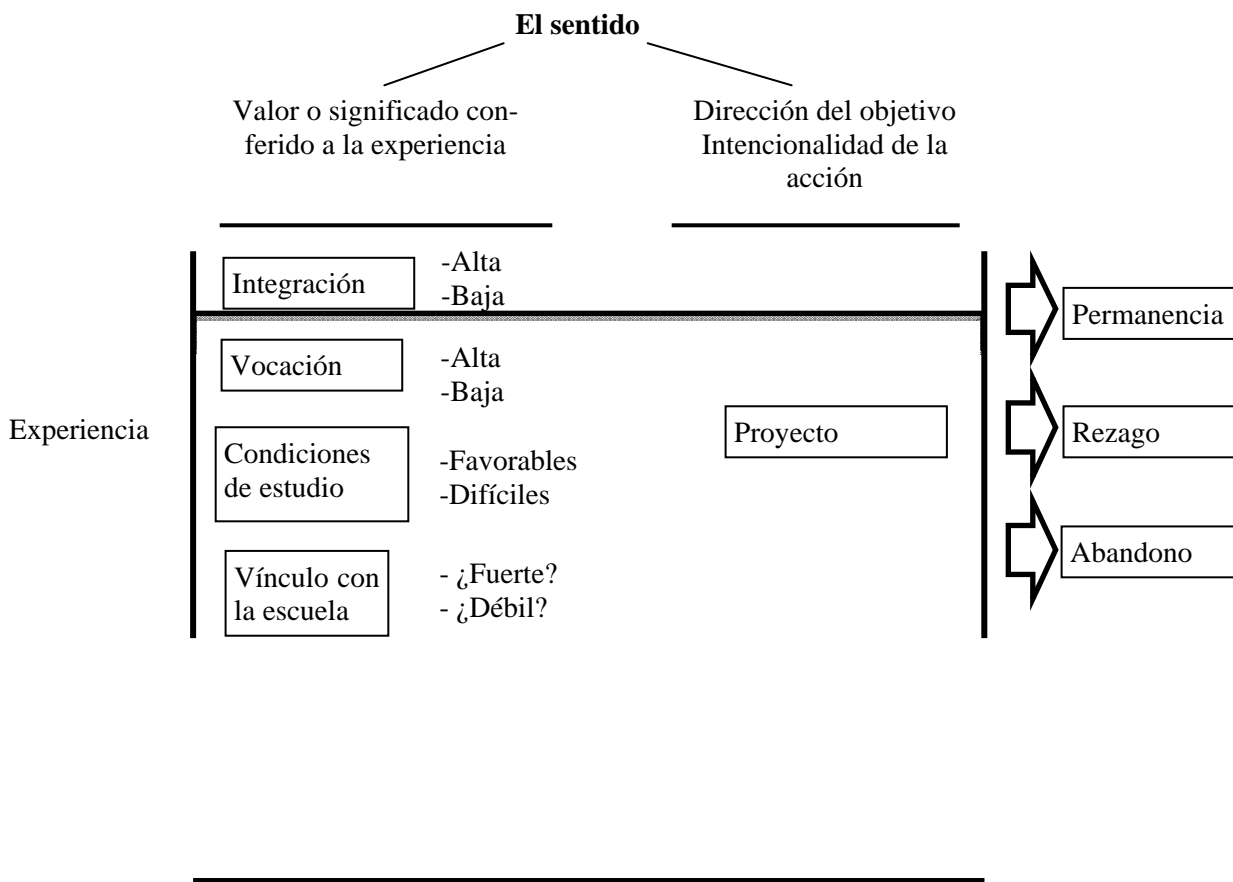 El sentido
Valor o significado con-
ferido a la experiencia
Dirección del objetivo
Intencionalidad de la
acción
Integración
-Alta
-Baja
Permanencia
Vocación
-Alta
-Baja
Experiencia
Condiciones
de estudio
-Favorables
-Difíciles
Proyecto
Rezago
Vínculo con
la escuela
- ¿Fuerte?
- ¿Débil?
Abandono